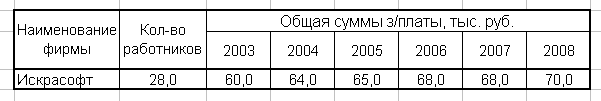 Наименование фирмы
Кол-во работников
Общая суммы з/платы, тыс. руб.
2003 2004 2005 2006 2007 2008
Искрасофт 28,0 60,0 64,0 65,0 68,0 68,0 70,0